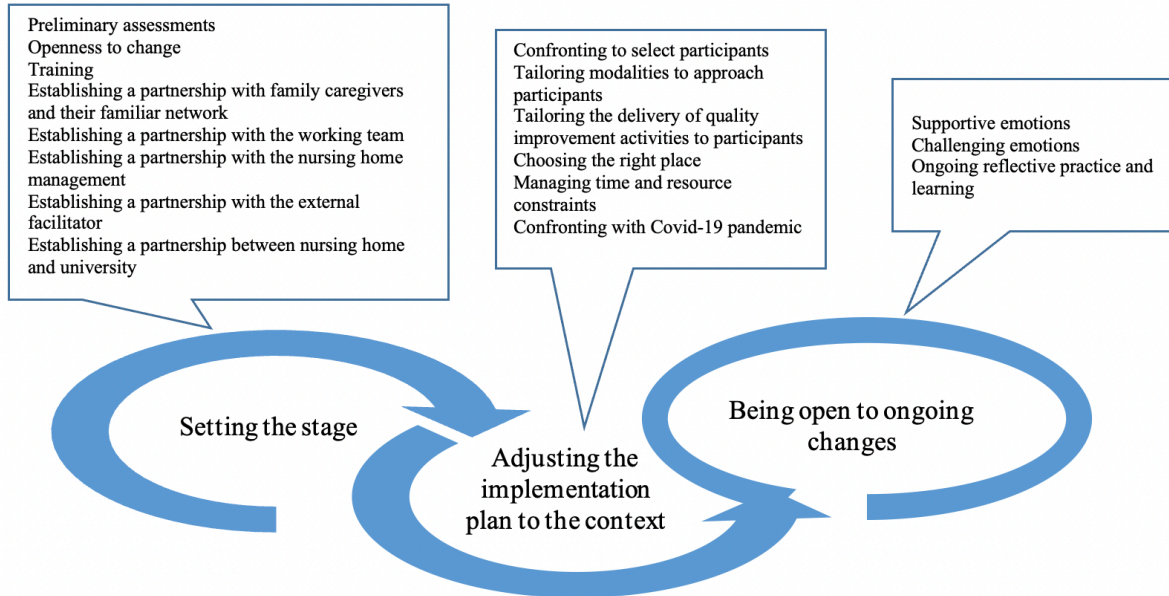 Preliminary assessments
Openness to change
Training
Establishing a partnership with family caregivers
and their familiar network
Establishing a partnership with the working team
Establishing a partnership with the nursing home
management
Establishing a partnership with the external
facilitator
Establishing a partnership between nursing home
and university
Confronting to select participants
Tailoring modalities to approach
participants
Tailoring the delivery of quality
improvement activities to participants
Choosing the right place
Managing time and resource
constraints
Confronting with Covid-19 pandemic
Supportive emotions
Challenging emotions
Ongoing reflective practice and
learning
Setting the stage
Adjusting the
implementation
plan to the context
Being open to ongoing
changes